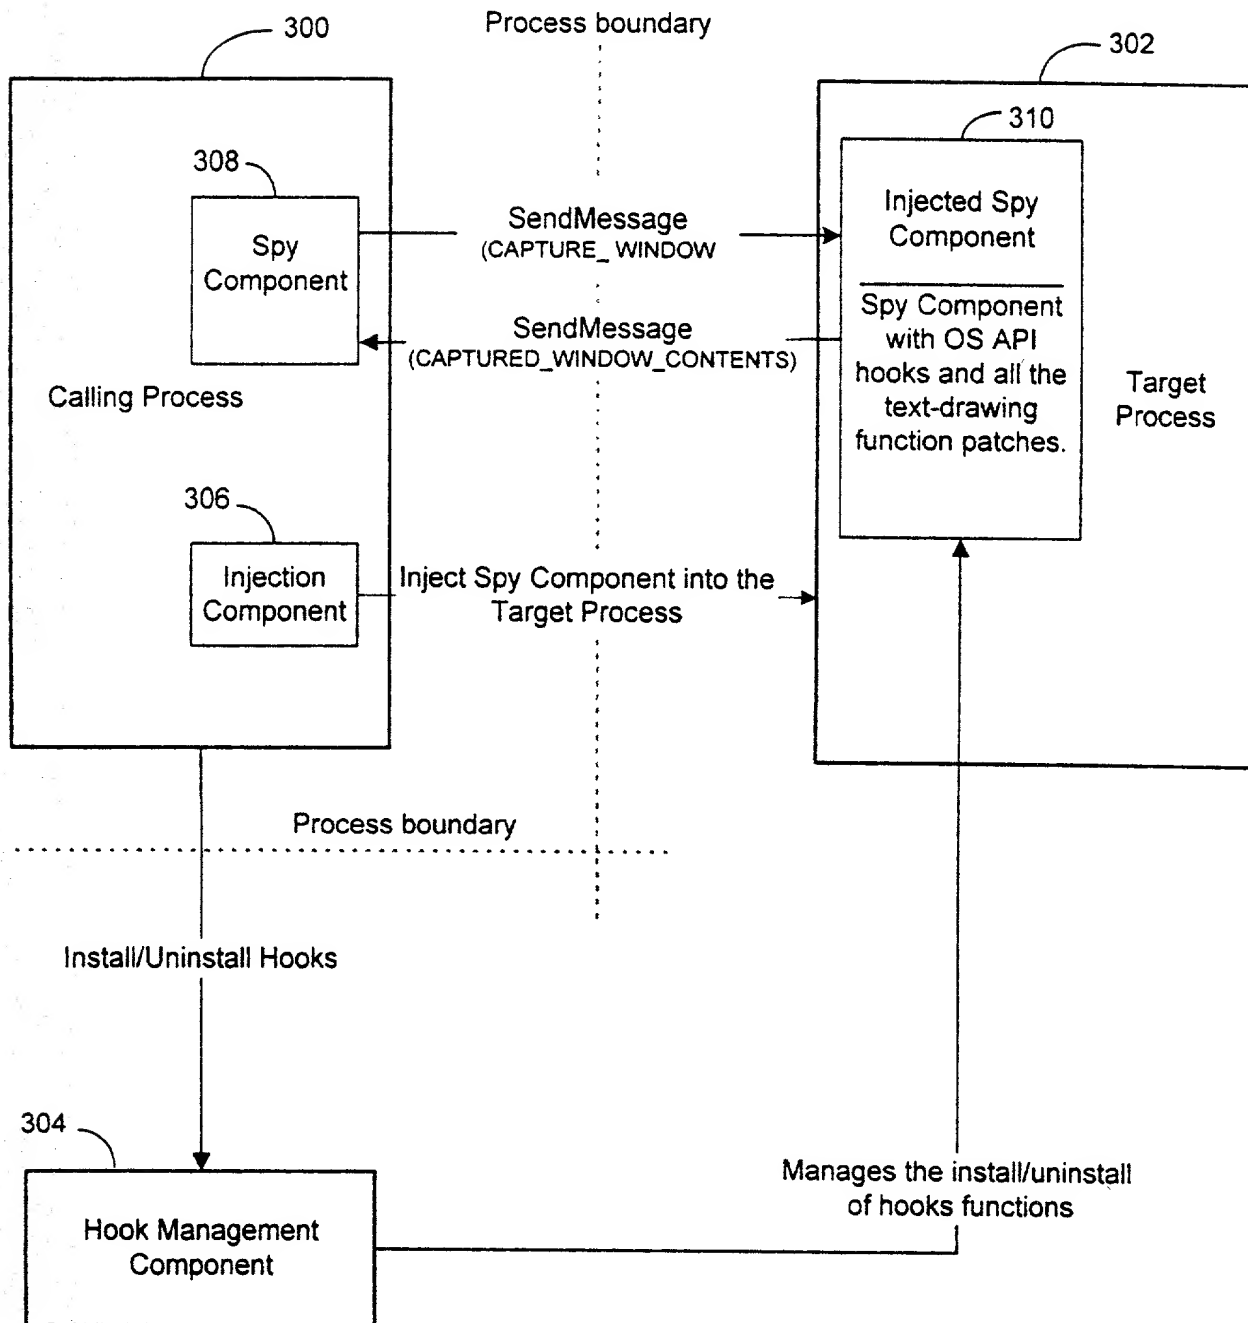 Process boundary
300
302
310
308
Injected Spy
Component
SendMessage
(CAPTURE_ WINDOW
Spy
Component
Spy Component
with OS API
hooks and all the
text-drawing
function patches.
SendMessage
(CAPTURED_WINDOW_CONTENTS)
Calling Process
Target
Process
306
Injection
Component
Inject Spy Component into the
Target Process
Process boundary
Install/Uninstall Hooks
304
Manages the install/uninstall
of hooks functions
Hook Management
Component